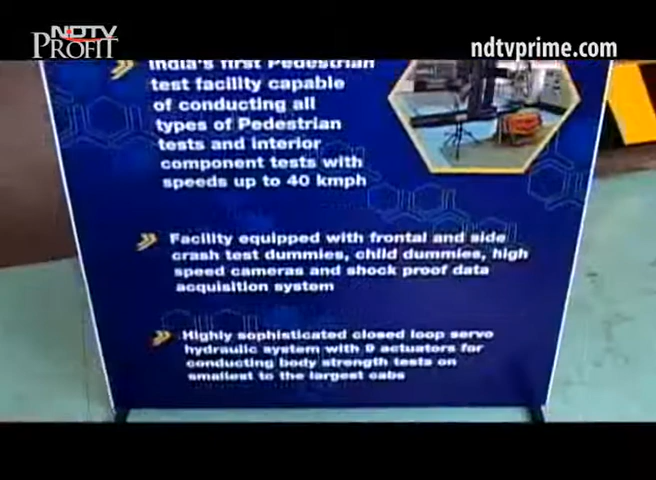 NDTV
PROFIT
ndtvprime.com
India's first Pedestrian
test facility capable
of conducting all
types of Pedestrian
tests and interior
component tests with
speeds up to 40 kmph
Facility equipped with frontal and side
crash test dummies, child dummies, high
speed cameras and shock proof data
acquisition system
Highly sophisticated closed loop servo
hydraulic system with 9 actuators for
conducting body strength tests on
smallest to the largest cabs